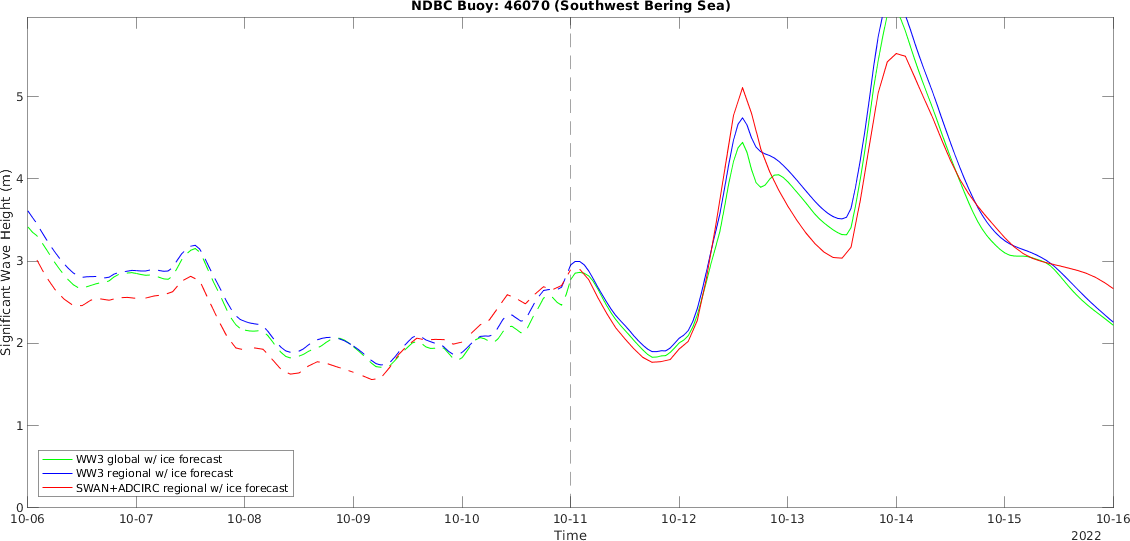 NDBC Buoy: 46070 (Southwest Bering Sea)
Significant Wave Height (m)
5
4
3
2
1
0
WW3 global w/ ice forecast
WW3 regional w/ ice forecast
SWAN+ADCIRC regional w/ ice forecast
10-06 10-07 10-08 10-09 10-10 10-11 10-12 10-13 10-14 10-15 10-16
Time
2022